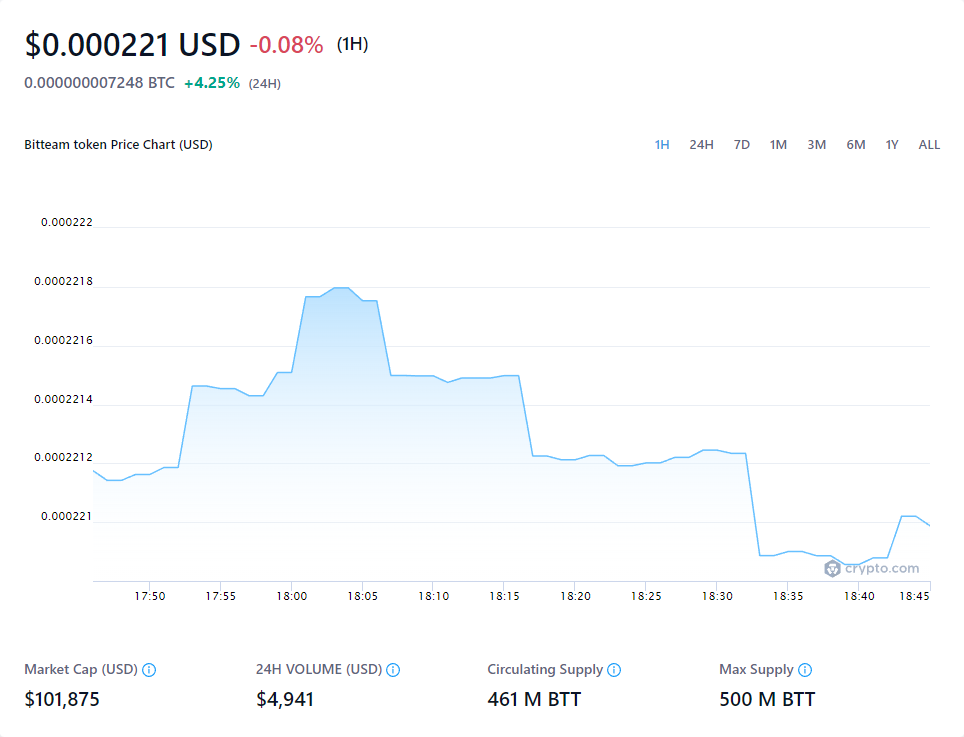 $0.000221 USD -0.08% (1H)
0.000000007248 BTC +4.25% (24H)
Bitteam token Price Chart (USD) 1H 24H 7D 1M 3M 6M 1Y ALL
0.000222
0.0002218
0.0002216
0.0002214
0.0002212
0.000221
crypto.com
17:50 17:55 18:00 18:05 18:10 18:15 18:20 18:25 18:30 18:35 18:40 18:45
Market Cap (USD) 24H VOLUME (USD) Circulating Supply Max Supply
$101,875 $4,941 461 M BTT 500 M BTT